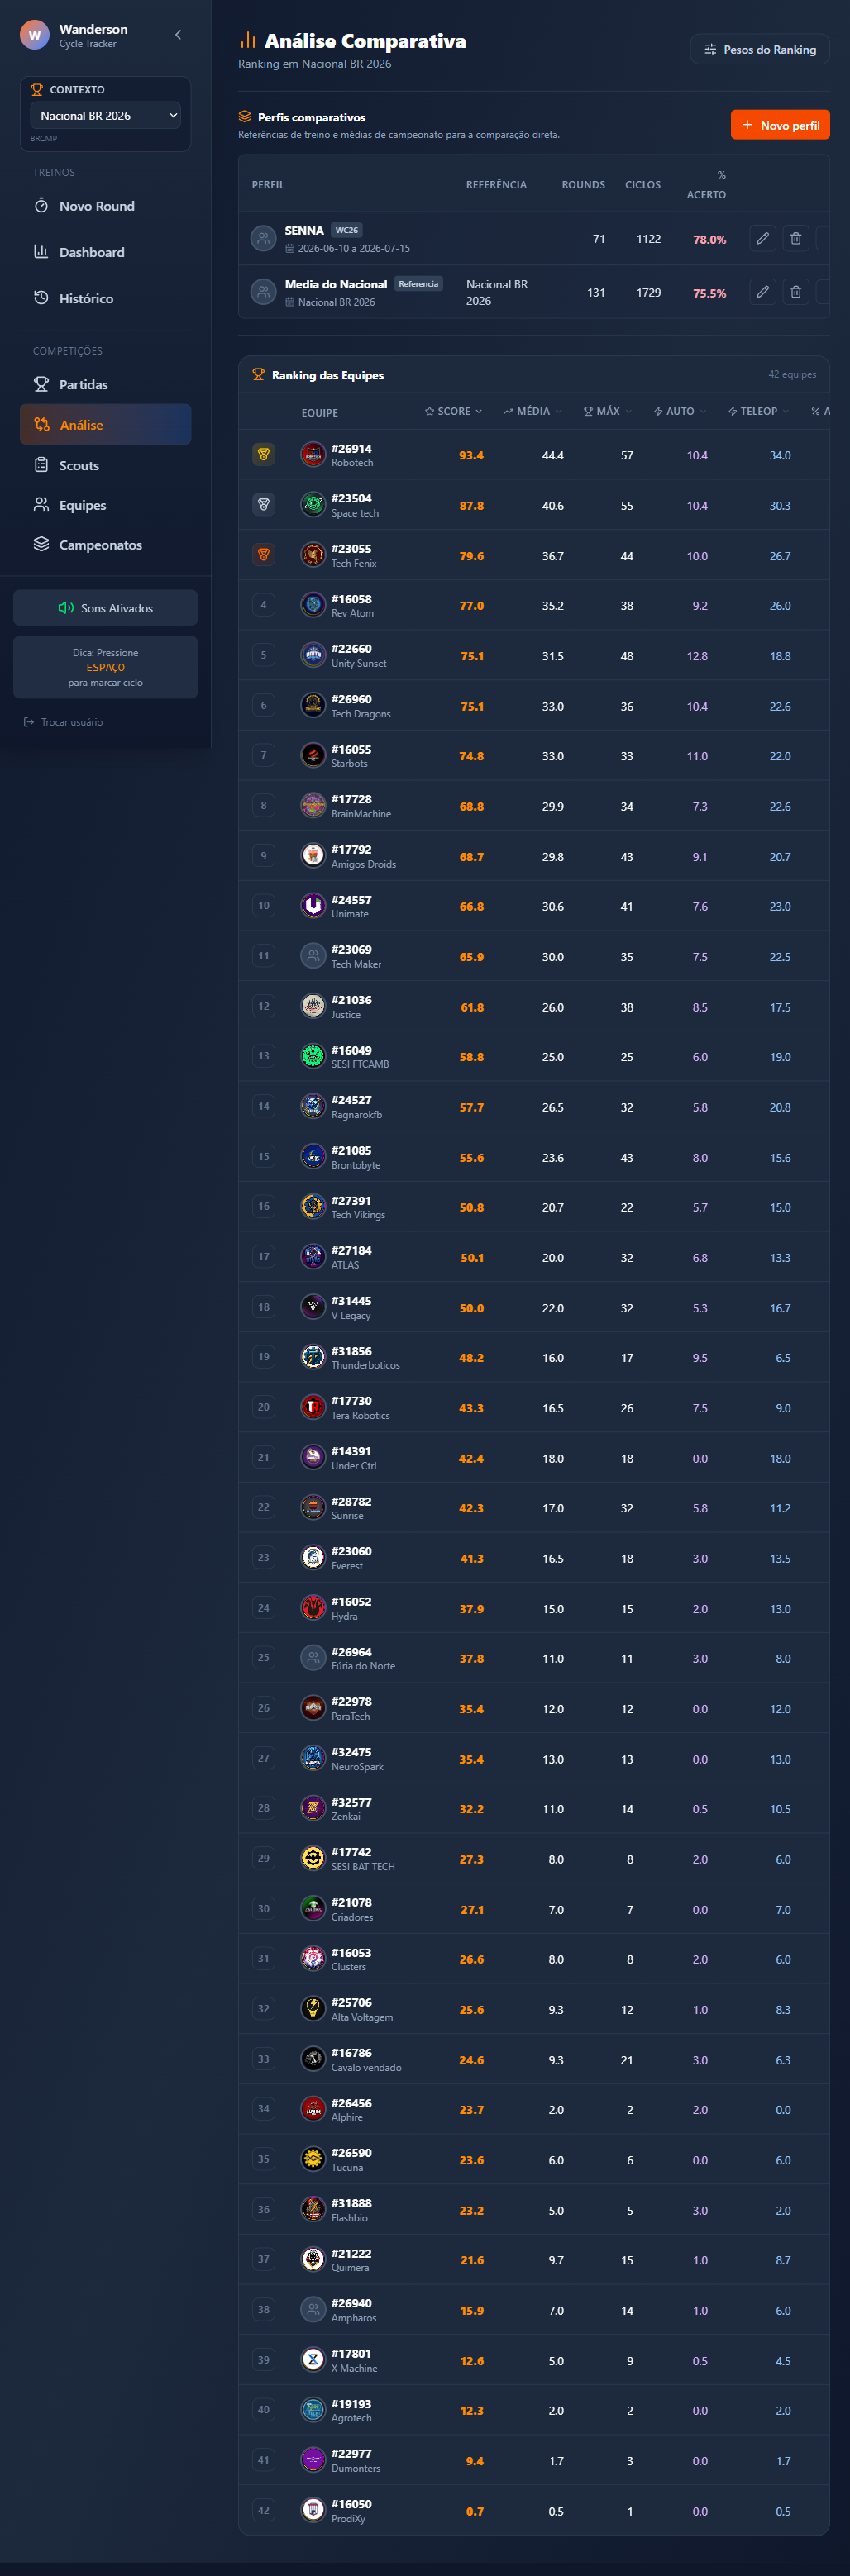 W
Wanderson
Cycle Tracker
CONTEXTO
Nacional BR 2026
BRCMP
TREINOS
Novo Round
Dashboard
Histórico
COMPETIÇÕES
Partidas
Análise
Scouts
Equipes
Campeonatos
Sons Ativados
Dica: Pressione
ESPAÇO
para marcar ciclo
Trocar usuário
Análise Comparativa
Ranking em Nacional BR 2026
Pesos do Ranking
Perfis comparativos
Referências de treino e médias de campeonato para a comparação direta.
Novo perfil
PERFIL REFERÊNCIA ROUNDS CICLOS % ACERTO
SENNA WC26 — 71 1122 78.0%
2026-06-10 a 2026-07-15
Media do Nacional Referencia Nacional BR 2026 131 1729 75.5%
Nacional BR 2026
Ranking das Equipes 42 equipes
EQUIPE SCORE MÉDIA MÁX AUTO TELEOP % A
#26914 93.4 44.4 57 10.4 34.0
Robotech
#23504 87.8 40.6 55 10.4 30.3
Space tech
#23055 79.6 36.7 44 10.0 26.7
Tech Fenix
4 #16058 77.0 35.2 38 9.2 26.0
Rev Atom
5 #22660 75.1 31.5 48 12.8 18.8
Unity Sunset
6 #26960 75.1 33.0 36 10.4 22.6
Tech Dragons
7 #16055 74.8 33.0 33 11.0 22.0
Starbots
8 #17728 68.8 29.9 34 7.3 22.6
BrainMachine
9 #17792 68.7 29.8 43 9.1 20.7
Amigos Droids
10 #24557 66.8 30.6 41 7.6 23.0
Unimate
11 #23069 65.9 30.0 35 7.5 22.5
Tech Maker
12 #21036 61.8 26.0 38 8.5 17.5
Justice
13 #16049 58.8 25.0 25 6.0 19.0
SESI FTCAMB
14 #24527 57.7 26.5 32 5.8 20.8
Ragnarokfb
15 #21085 55.6 23.6 43 8.0 15.6
Brontobyte
16 #27391 50.8 20.7 22 5.7 15.0
Tech Vikings
17 #27184 50.1 20.0 32 6.8 13.3
ATLAS
18 #31445 50.0 22.0 32 5.3 16.7
V Legacy
19 #31856 48.2 16.0 17 9.5 6.5
Thunderboticos
20 #17730 43.3 16.5 26 7.5 9.0
Tera Robotics
21 #14391 42.4 18.0 18 0.0 18.0
Under Ctrl
22 #28782 42.3 17.0 32 5.8 11.2
Sunrise
23 #23060 41.3 16.5 18 3.0 13.5
Everest
24 #16052 37.9 15.0 15 2.0 13.0
Hydra
25 #26964 37.8 11.0 11 3.0 8.0
Fúria do Norte
26 #22978 35.4 12.0 12 0.0 12.0
ParaTech
27 #32475 35.4 13.0 13 0.0 13.0
NeuroSpark
28 #32577 32.2 11.0 14 0.5 10.5
Zenkai
29 #17742 27.3 8.0 8 2.0 6.0
SESI BAT TECH
30 #21078 27.1 7.0 7 0.0 7.0
Criadores
31 #16053 26.6 8.0 8 2.0 6.0
Clusters
32 #25706 25.6 9.3 12 1.0 8.3
Alta Voltagem
33 #16786 24.6 9.3 21 3.0 6.3
Cavalo vendado
34 #26456 23.7 2.0 2 2.0 0.0
Alphire
35 #26590 23.6 6.0 6 0.0 6.0
Tucuna
36 #31888 23.2 5.0 5 3.0 2.0
Flashbio
37 #21222 21.6 9.7 15 1.0 8.7
Quimera
38 #26940 15.9 7.0 14 1.0 6.0
Ampharos
39 #17801 12.6 5.0 9 0.5 4.5
X Machine
40 #19193 12.3 2.0 2 0.0 2.0
Agrotech
41 #22977 9.4 1.7 3 0.0 1.7
Dumonters
42 #16050 0.7 0.5 1 0.0 0.5
ProdiXy